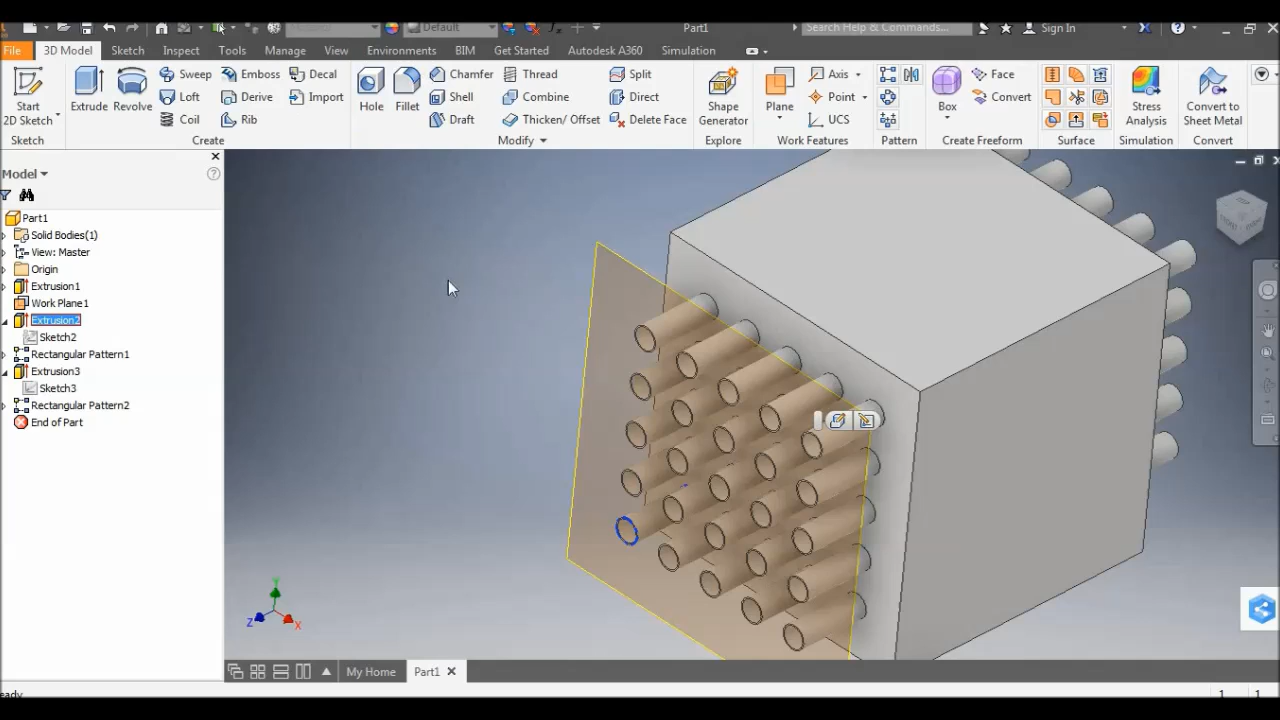 Default
Part1
Search Help & Commands...
Sign In
File
3D Model
Sketch
Inspect
Tools
Manage
View
Environments
BIM
Get Started
Autodesk A360
Simulation
Start
2D Sketch
Sketch
Extrude
Revolve
Sweep
Loft
Coil
Emboss
Derive
Rib
Decal
Import
Create
Hole
Fillet
Chamfer
Shell
Draft
Thread
Combine
Thicken/ Offset
Split
Direct
Delete Face
Modify
Shape
Generator
Explore
Plane
Axis
Point
UCS
Work Features
Pattern
Box
Face
Convert
Create Freeform
Surface
Stress
Analysis
Simulation
Convert to
Sheet Metal
Convert
Model
Part1
Solid Bodies(1)
View: Master
Origin
Extrusion1
Work Plane1
Extrusion2
Sketch2
Rectangular Pattern1
Extrusion3
Sketch3
Rectangular Pattern2
End of Part
Y
Z
X
My Home
Part1
eady
1
1